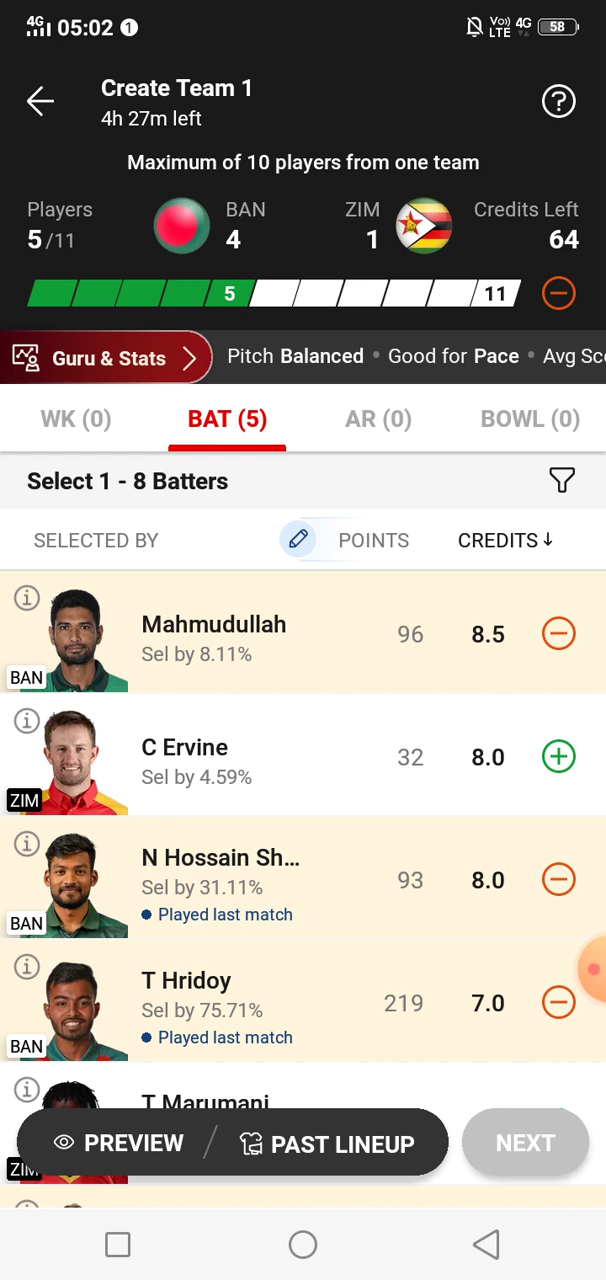 4G 05:02 1 Vo) LTE 4G 58
Create Team 1
4h 27m left
?
Maximum of 10 players from one team
Players BAN ZIM Credits Left
5/11 4 1 64
5 11
Guru & Stats Pitch Balanced • Good for Pace • Avg Sco
WK (0) BAT (5) AR (0) BOWL (0)
Select 1 - 8 Batters
SELECTED BY POINTS CREDITS↓
Mahmudullah 96 8.5
Sel by 8.11%
BAN
C Ervine 32 8.0
Sel by 4.59%
ZIM
N Hossain Sh... 93 8.0
Sel by 31.11%
• Played last match
BAN
T Hridoy 219 7.0
Sel by 75.71%
• Played last match
BAN
T Marumani
PREVIEW / PAST LINEUP NEXT
ZIM